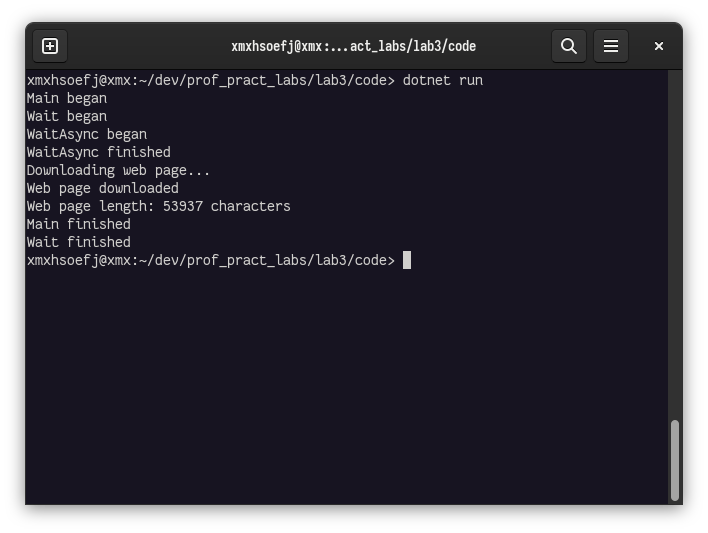 xmxhsoefj@xmx:...act_labs/lab3/code
xmxhsoefj@xmx:~/dev/prof_pract_labs/lab3/code> dotnet run
Main began
Wait began
WaitAsync began
WaitAsync finished
Downloading web page...
Web page downloaded
Web page length: 53937 characters
Main finished
Wait finished
xmxhsoefj@xmx:~/dev/prof_pract_labs/lab3/code>